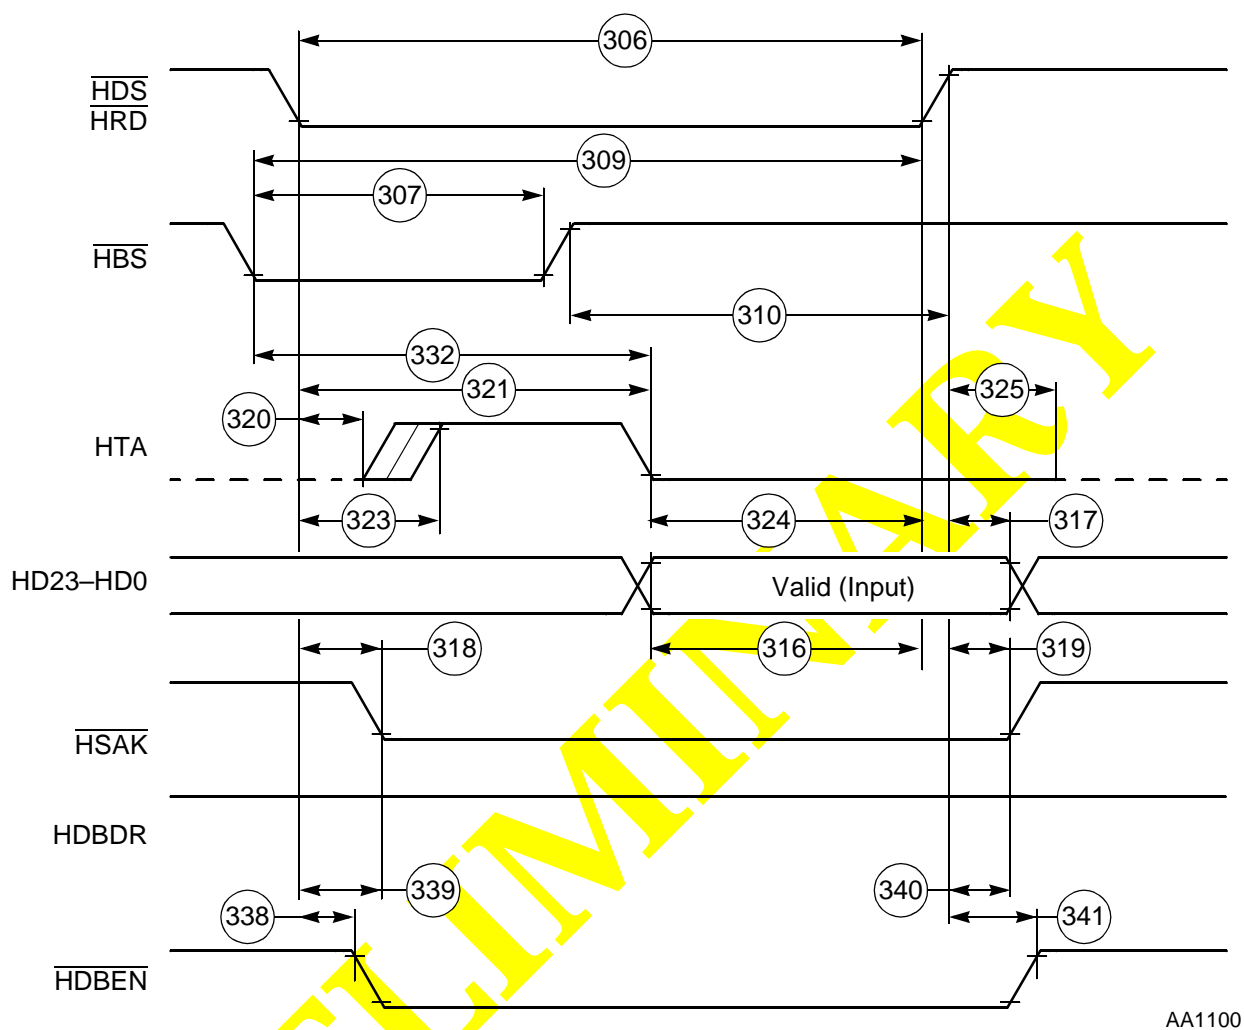 306
HDS
HRD
309
307
HBS
310
332
321
325
320
HTA
323
324
317
HD23–HD0
Valid (Input)
318
316
319
HSAK
HDBDR
339
340
338
341
HDBEN
AA1100
ELIMINARY